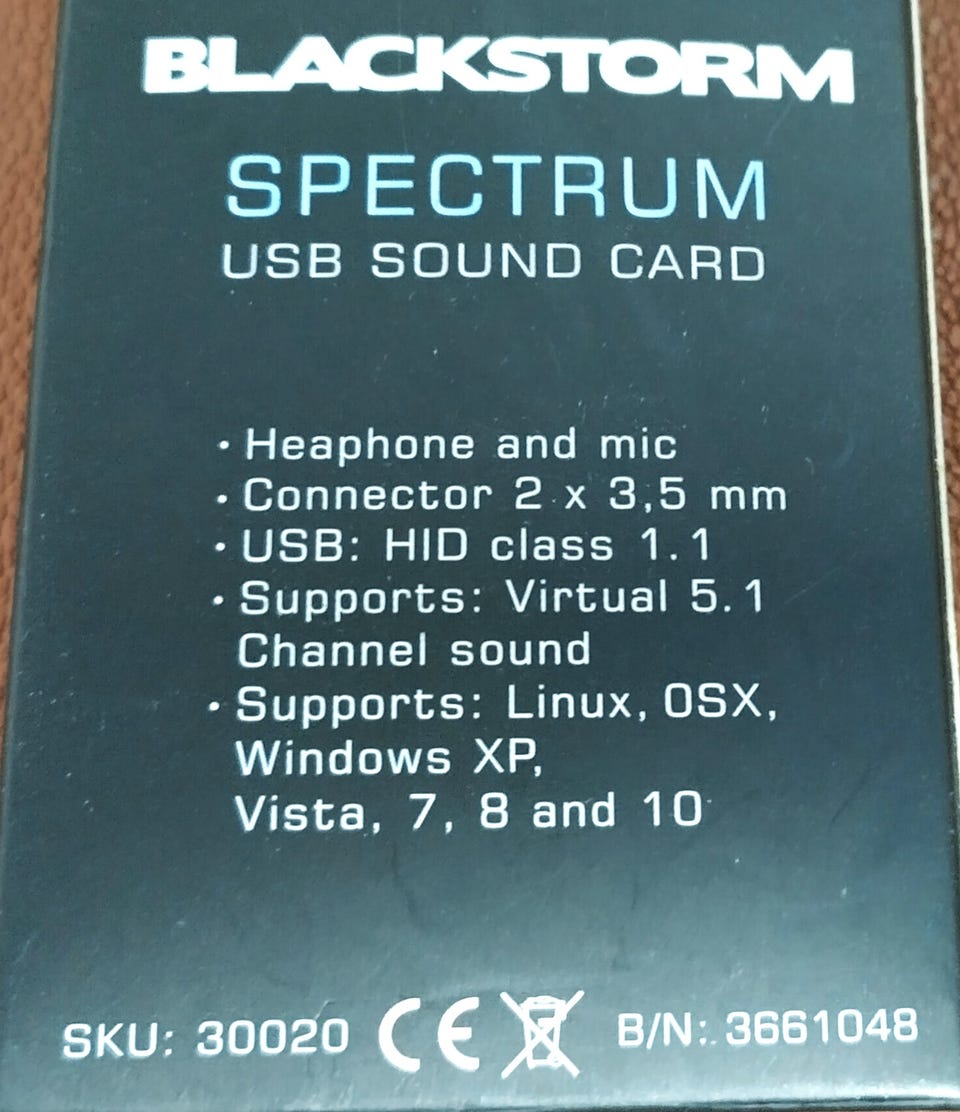 BLACKSTORM
SPECTRUM
USB SOUND CARD
· Heaphone and mic
· Connector 2 x 3,5 mm
· USB: HID class 1.1
· Supports: Virtual 5.1
Channel sound
· Supports: Linux, OSX,
Windows XP,
Vista, 7, 8 and 10
SKU: 30020 CE B/N: 3661048